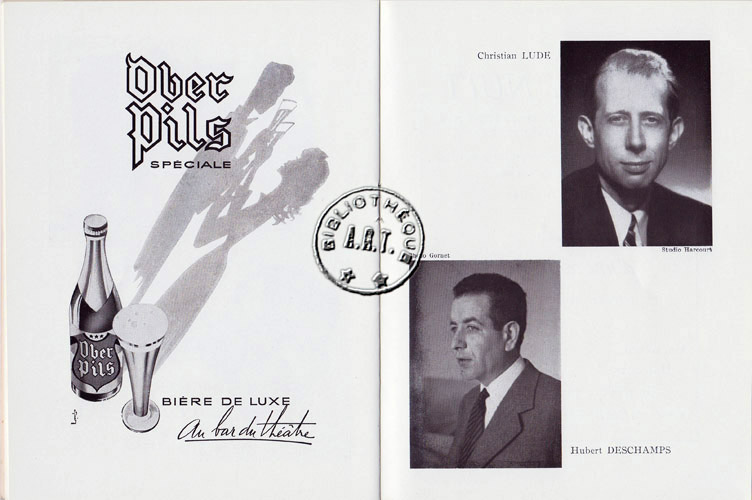 Ober
Pils
SPÉCIALE
Ober
Pils
BIÈRE DE LUXE
Au bar du théâtre
BIBLIOTHÈQUE
A.R.T.
Christian LUDE
Studio Harcourt
Gornet
Hubert DESCHAMPS